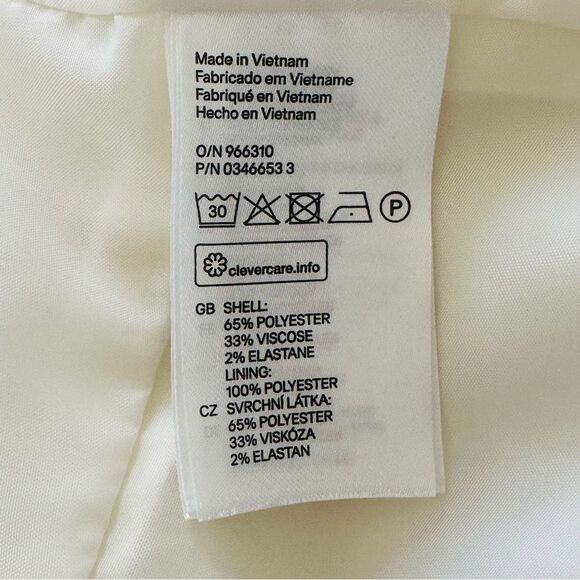 Made in Vietnam
Fabricado em Vietname
Fabriqué en Vietnam
Hecho en Vietnam
O/N 966310
P/N 0346653 3
30 P
clevercare.info
GB SHELL:
65% POLYESTER
33% VISCOSE
2% ELASTANE
LINING:
100% POLYESTER
CZ SVRCHNÍ LÁTKA:
65% POLYESTER
33% VISKÓZA
2% ELASTAN